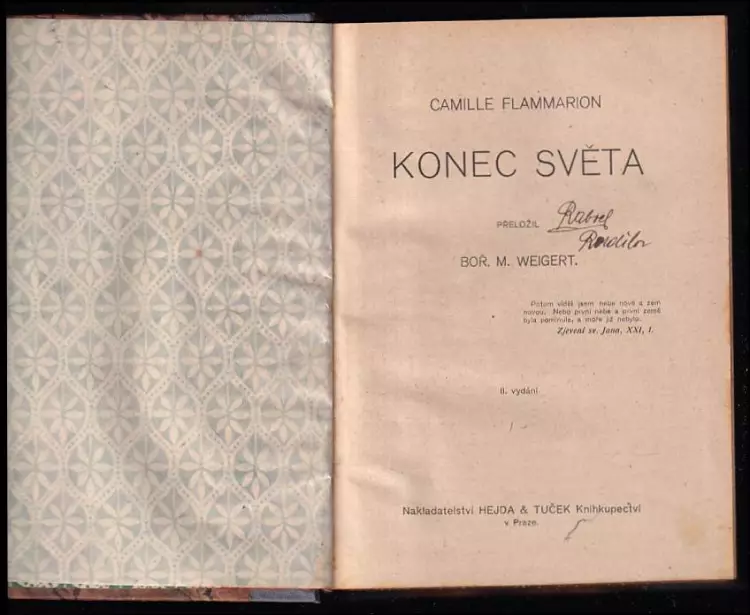 CAMILLE FLAMMARION
KONEC SVĚTA
PŘELOŽIL
BOŘ. M. WEIGERT.
Potom viděl jsem nebe nové a zem
novou. Nebo první nebe a první země
byla pominula, a moře již nebylo.
Zjevení sv. Jana, XXI, 1.
II. vydání
Nakladatelství HEJDA & TUČEK Knihkupectví
v Praze.